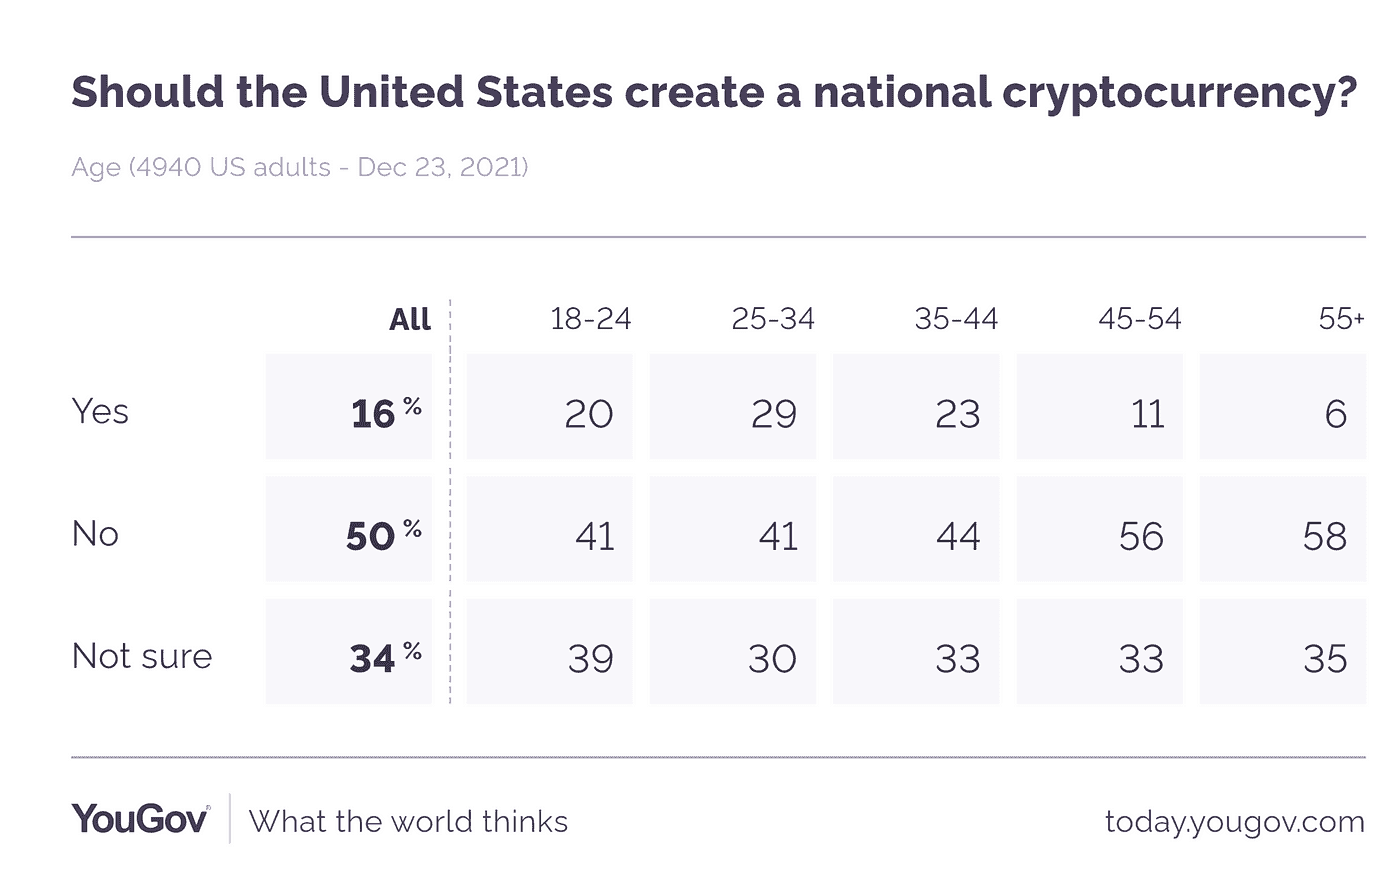 Should the United States create a national cryptocurrency?
Age (4940 US adults - Dec 23, 2021)
All 18-24 25-34 35-44 45-54 55+
Yes 16 % 20 29 23 11 6
No 50 % 41 41 44 56 58
Not sure 34 % 39 30 33 33 35
YouGov® What the world thinks today.yougov.com